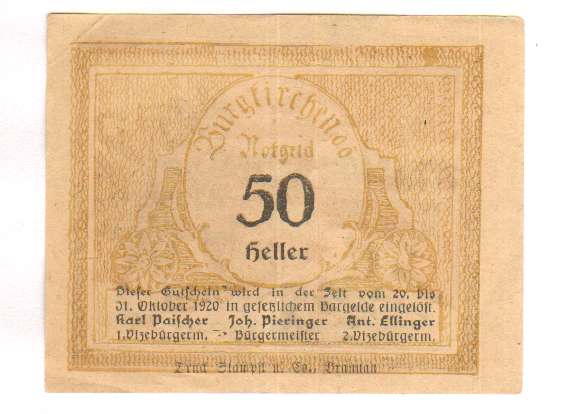 Burgkirchens
Notgeld
50
Heller
Dieser Gutschein wird in der Zeit vom 20. bis
31. Oktober 1920 in gesetzlichem Bargelde eingelöst.
Karl Paischer Joh. Pieringer Ant. Ellinger
1.Vizebürgerm. - Bürgermeister 2.Vizebürgerm.
Druck Stampfl u. Co., Braunau